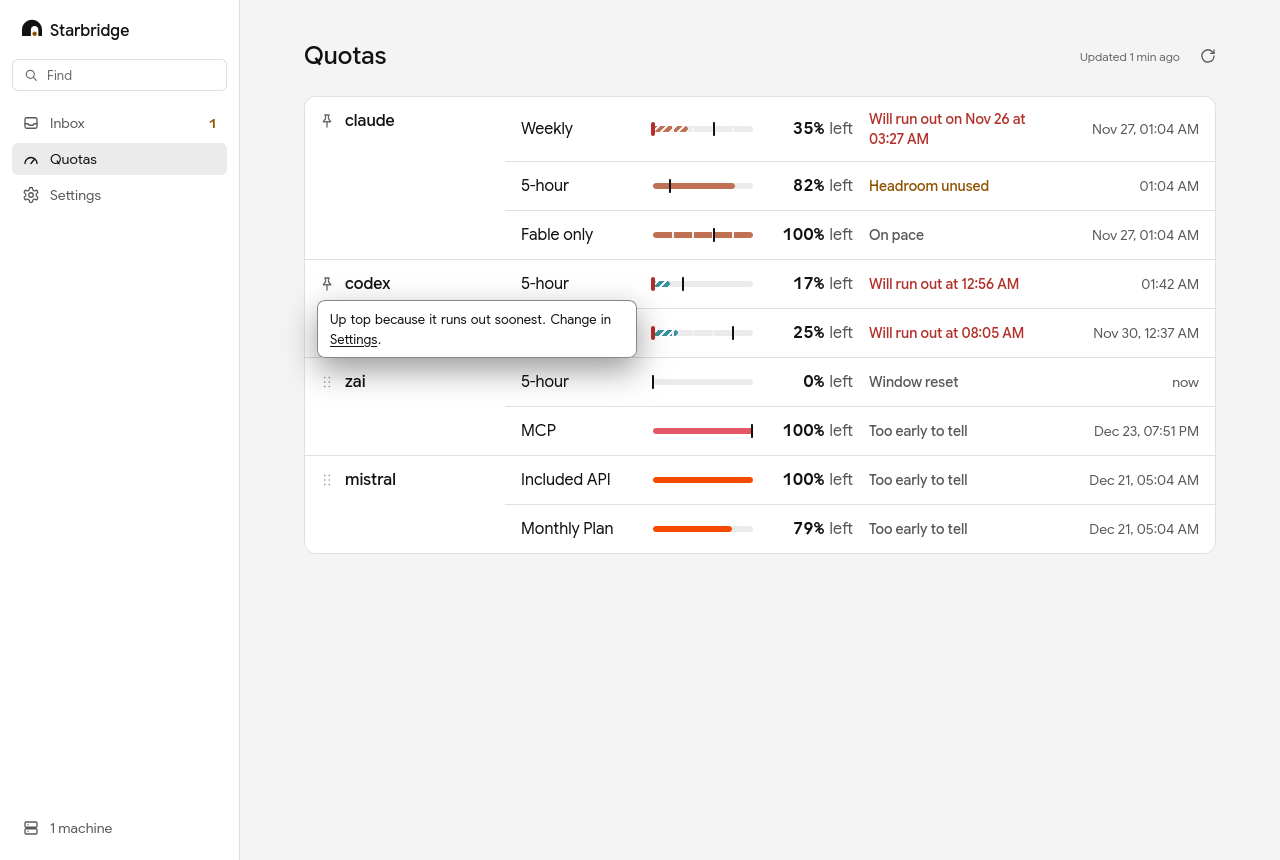 Starbridge
Find
Inbox 1
Quotas
Settings
1 machine
Quotas
Updated 1 min ago
claude
Weekly 35% left Will run out on Nov 26 at 03:27 AM Nov 27, 01:04 AM
5-hour 82% left Headroom unused 01:04 AM
Fable only 100% left On pace Nov 27, 01:04 AM
codex
5-hour 17% left Will run out at 12:56 AM 01:42 AM
Up top because it runs out soonest. Change in
Settings.
25% left Will run out at 08:05 AM Nov 30, 12:37 AM
zai
5-hour 0% left Window reset now
MCP 100% left Too early to tell Dec 23, 07:51 PM
mistral
Included API 100% left Too early to tell Dec 21, 05:04 AM
Monthly Plan 79% left Too early to tell Dec 21, 05:04 AM